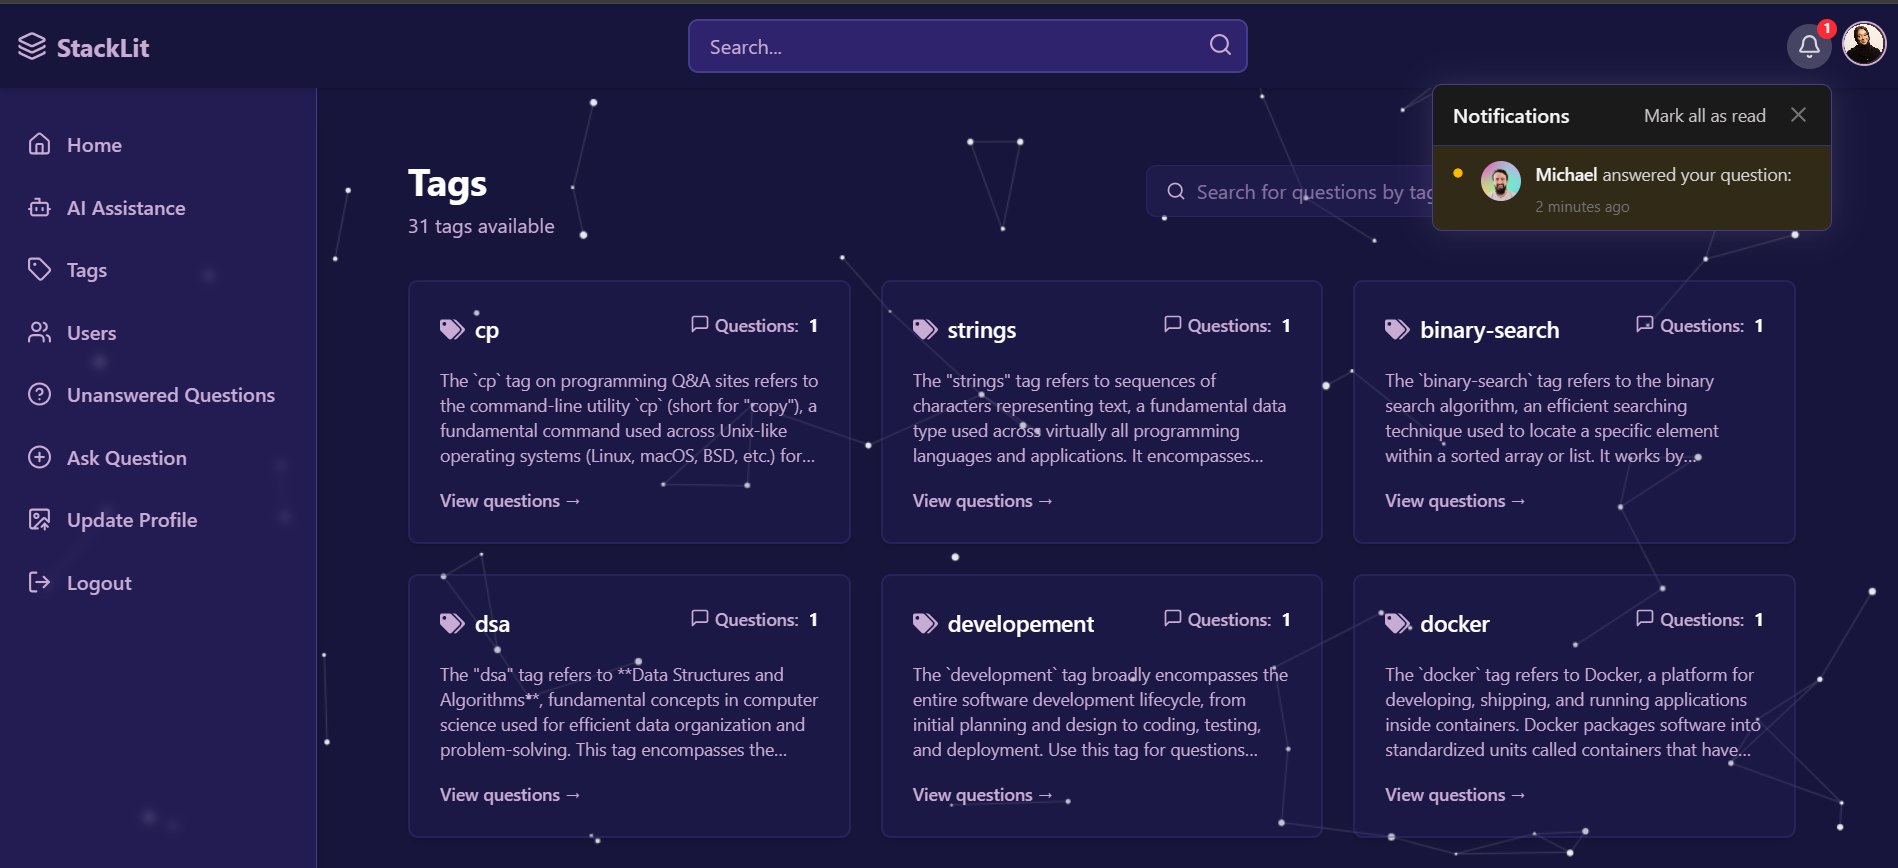 StackLit
Search...
1
Notifications
Mark all as read
Michael answered your question:
2 minutes ago
Home
AI Assistance
Tags
Users
Unanswered Questions
Ask Question
Update Profile
Logout
Tags
31 tags available
Search for questions by tag
cp
Questions: 1
The `cp` tag on programming Q&A sites refers to
the command-line utility `cp` (short for "copy"), a
fundamental command used across Unix-like
operating systems (Linux, macOS, BSD, etc.) for...
View questions →
strings
Questions: 1
The "strings" tag refers to sequences of
characters representing text, a fundamental data
type used across virtually all programming
languages and applications. It encompasses...
View questions →
binary-search
Questions: 1
The `binary-search` tag refers to the binary
search algorithm, an efficient searching
technique used to locate a specific element
within a sorted array or list. It works by...
View questions →
dsa
Questions: 1
The "dsa" tag refers to **Data Structures and
Algorithms**, fundamental concepts in computer
science used for efficient data organization and
problem-solving. This tag encompasses the...
View questions →
developement
Questions: 1
The `development` tag broadly encompasses the
entire software development lifecycle, from
initial planning and design to coding, testing,
and deployment. Use this tag for questions...
View questions →
docker
Questions: 1
The `docker` tag refers to Docker, a platform for
developing, shipping, and running applications
inside containers. Docker packages software into
standardized units called containers that have...
View questions →